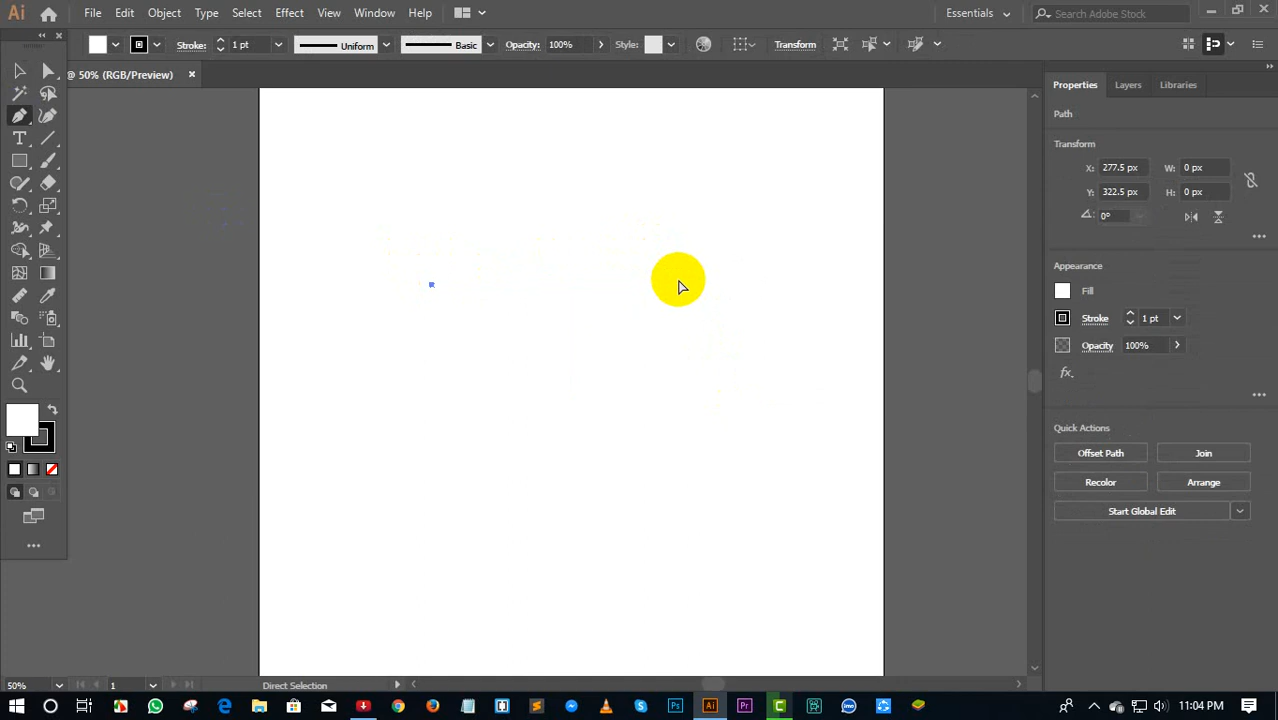 Ai File Edit Object Type Select Effect View Window Help Essentials Search Adobe Stock
Stroke: 1 pt Uniform Basic Opacity: 100% Style: Transform
@ 50% (RGB/Preview) ×
Properties Layers Libraries
Path
Transform
X: 277.5 px W: 0 px
Y: 322.5 px H: 0 px
0°
Appearance
Fill
Stroke 1 pt
Opacity 100%
fx.
Quick Actions
Offset Path Join
Recolor Arrange
Start Global Edit
50% 1 Direct Selection
Ps Ai Pr 11:04 PM